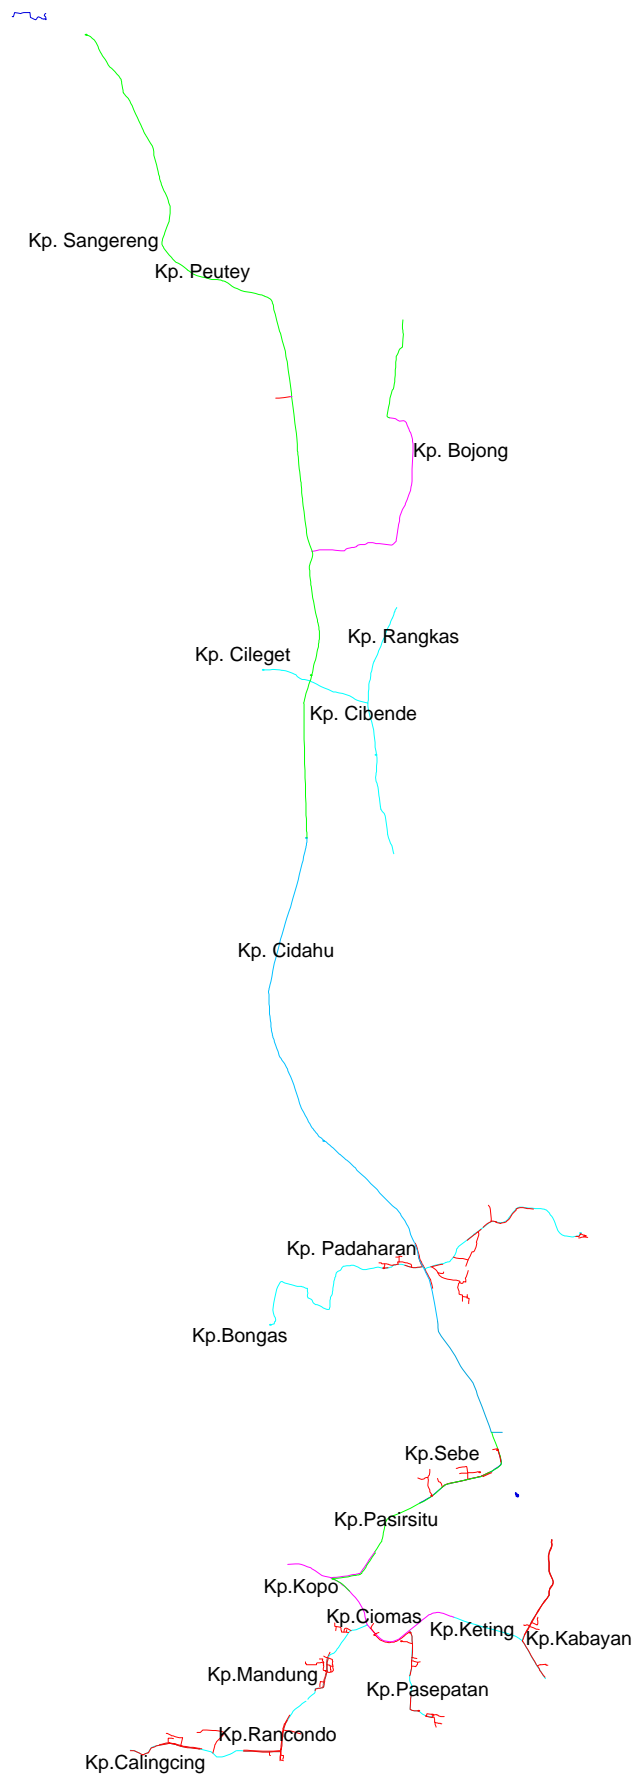 Kp. Sangereng
Kp. Peutey
Kp. Bojong
Kp. Rangkas
Kp. Cileget
Kp. Cibende
Kp. Cidahu
Kp. Padaharan
Kp.Bongas
Kp.Sebe
Kp.Pasirsitu
Kp.Kopo
Kp.Ciomas
Kp.Keting
Kp.Kabayan
Kp.Mandung
Kp.Pasepatan
Kp.Rancondo
Kp.Calingcing